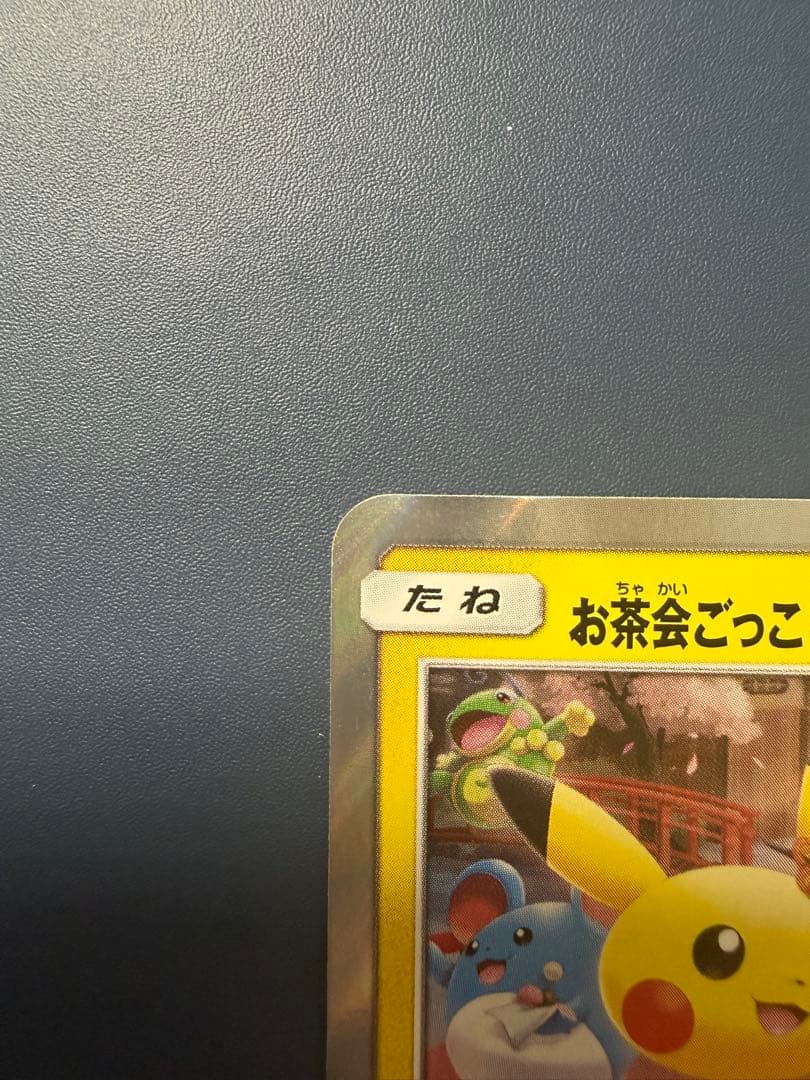 たね
ちゃ かい
お茶会ごっこ